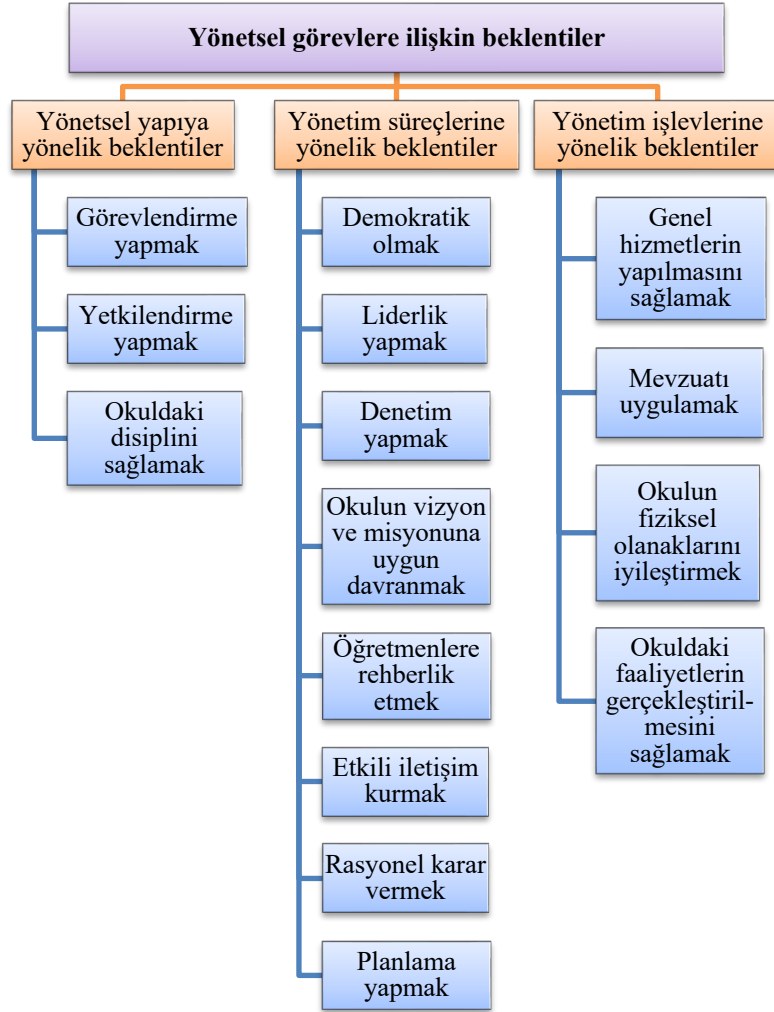 Yönetsel görevlere ilişkin beklentiler
Yönetsel yapıya
yönelik beklentiler
Görevlendirme
yapmak
Yetkilendirme
yapmak
Okuldaki
disiplini
sağlamak
Yönetim süreçlerine
yönelik beklentiler
Demokratik
olmak
Liderlik
yapmak
Denetim
yapmak
Okulun vizyon
ve misyonuna
uygun
davranmak
Öğretmenlere
rehberlik
etmek
Etkili iletişim
kurmak
Rasyonel karar
vermek
Planlama
yapmak
Yönetim işlevlerine
yönelik beklentiler
Genel
hizmetlerin
yapılmasını
sağlamak
Mevzuatı
uygulamak
Okulun
fiziksel
olanaklarını
iyileştirmek
Okuldaki
faaliyetlerin
gerçekleştiril-
mesini
sağlamak